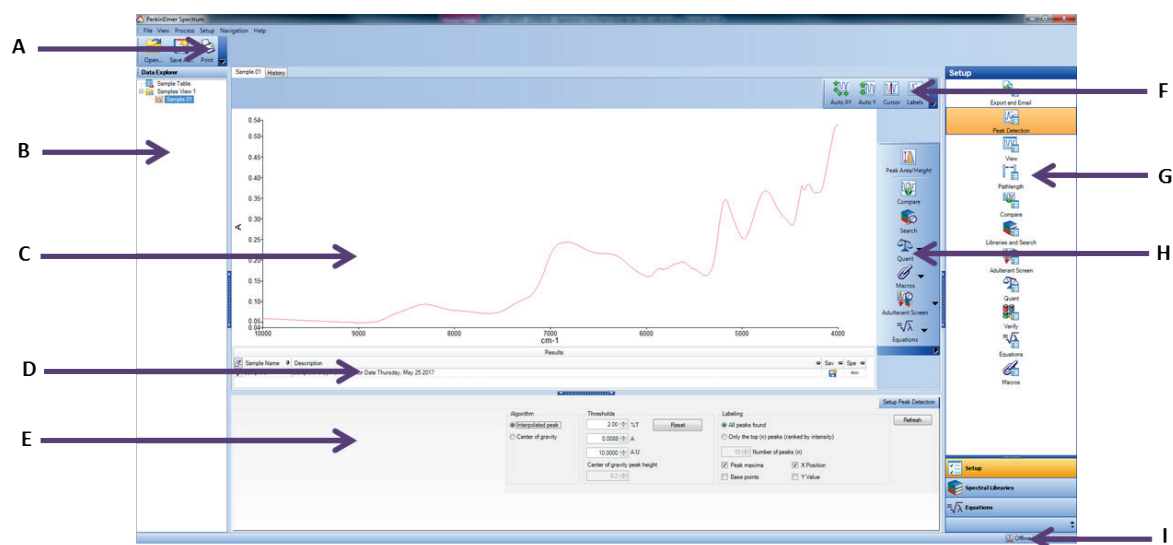 PerkinElmer Spectrum
File View Process Setup Navigation Help
A
Open... Save A... Print
Data Explorer
Sample Table
Samples View 1
Sample 01
B
Sample 01 History
Auto XY Auto Y Cursor Labels
F
0.54
0.50
0.45
0.40
0.35
0.30
A
0.25
0.20
0.15
0.10
0.04
10000 9000 8000 7000 6000 5000 4000
cm-1
C
Peak Area/Height
Compare
Search
Quant
Macros
Adulterant Screen
Equations
H
Results
Sample Name Description Sav Spe
Date Thursday, May 25 2017
D
Setup Peak Detection
Algorithm
Interpolated peak
Center of gravity
Thresholds
2.00 %T Reset
0.0088 A
10.0000 A.U.
Center of gravity peak height
0.2
Labeling
All peaks found
Only the top (n) peaks (ranked by intensity)
10 Number of peaks (n)
Peak maxima X Position
Base points Y Value
Refresh
E
Setup
Export and Email
Peak Detection
View
Pathlength
Compare
Libraries and Search
Adulterant Screen
Quant
Verify
Equations
Macros
G
Setup
Spectral Libraries
Equations
Offline
I